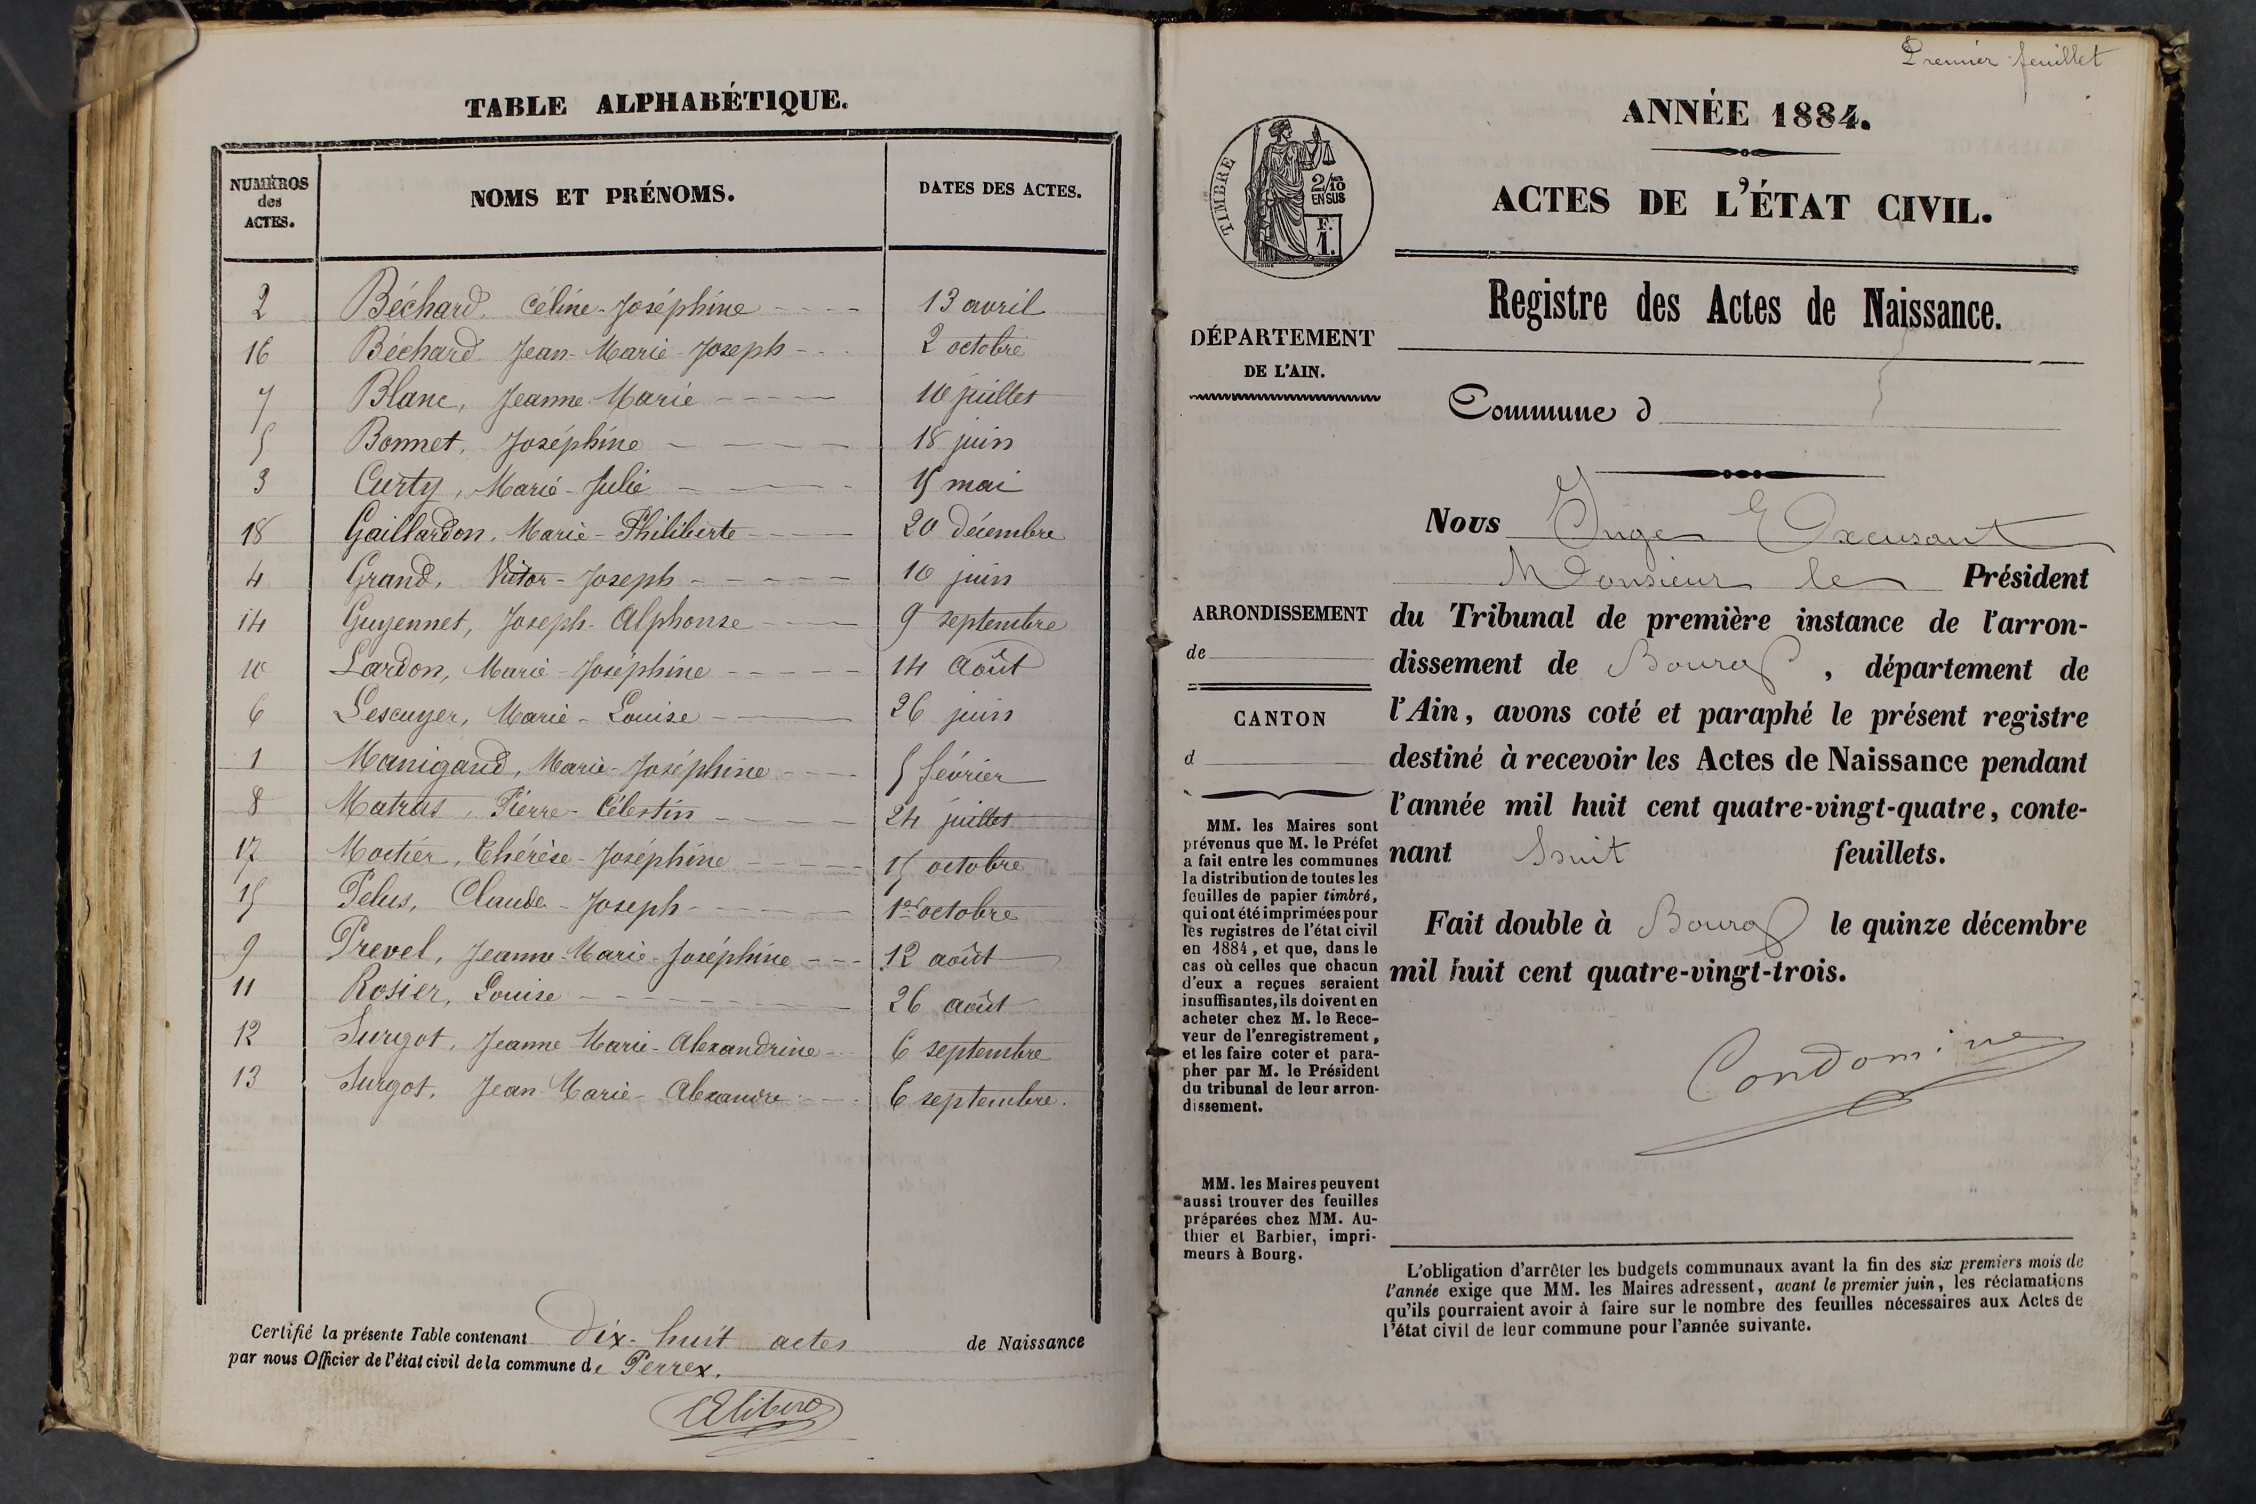 TABLE ALPHABÉTIQUE.
NUMÉROS des ACTES.
NOMS ET PRÉNOMS.
DATES DES ACTES.
2 Béchard Céline-Joséphine 13 avril
16 Béchard Jean-Marie-Joseph 2 octobre
7 Blanc, Jeanne Marie 10 juillet
5 Bonnet, Joséphine 18 juin
3 Curty, Marie-Julie 15 mai
18 Gaillardon, Marie-Philiberte 20 décembre
4 Grand, Victor-Joseph 10 juin
14 Guyennet, Joseph-Alphonse 9 septembre
10 Lardon, Marie-Joséphine 14 Août
6 Lescuyer, Marie-Louise 26 juin
1 Manigand, Marie-Joséphine 5 février
8 Matras, Pierre-Célestin 24 juillet
17 Mortier, Thérèse-Joséphine 15 octobre
15 Pelus, Claude-Joseph 1er octobre
9 Prevel, Jeanne-Marie-Joséphine 12 août
11 Rosier, Louise 26 août
12 Surgot, Jeanne Marie-Alexandrine 6 septembre
13 Surgot, Jean-Marie-Alexandre 6 septembre.
Certifié la présente Table contenant dix-huit actes de Naissance
par nous Officier de l'état civil de la commune de Perrex.
Premier feuillet
ANNÉE 1884.
ACTES DE L'ÉTAT CIVIL.
TIMBRE
2/10
EN SUS
F.
1.
Registre des Actes de Naissance.
DÉPARTEMENT
DE L'AIN.
Commune d
ARRONDISSEMENT
de
CANTON
d
MM. les Maires sont
prévenus que M. le Préfet
a fait entre les communes
la distribution de toutes les
feuilles de papier timbré,
qui ont été imprimées pour
les registres de l'état civil
en 1884, et que, dans le
cas où celles que chacun
d'eux a reçues seraient
insuffisantes, ils doivent en
acheter chez M. le Rece-
veur de l'enregistrement,
et les faire coter et para-
pher par M. le Président
du tribunal de leur arron-
dissement.
MM. les Maires peuvent
aussi trouver des feuilles
préparées chez MM. Au-
thier et Barbier, impri-
meurs à Bourg.
Nous Juge Excusant
Monsieur le Président
du Tribunal de première instance de l'arron-
dissement de Bourg, département de
l'Ain, avons coté et paraphé le présent registre
destiné à recevoir les Actes de Naissance pendant
l'année mil huit cent quatre-vingt-quatre, conte-
nant huit feuillets.
Fait double à Bourg le quinze décembre
mil huit cent quatre-vingt-trois.
Condomine
L'obligation d'arrêter les budgets communaux avant la fin des six premiers mois de
l'année exige que MM. les Maires adressent, avant le premier juin, les réclamations
qu'ils pourraient avoir à faire sur le nombre des feuilles nécessaires aux Actes de
l'état civil de leur commune pour l'année suivante.